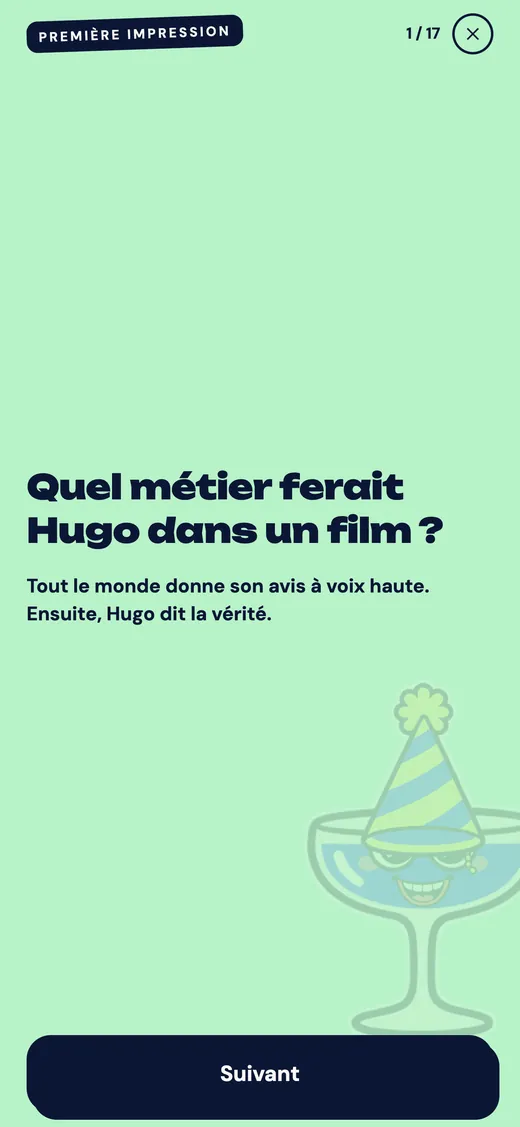 PREMIÈRE IMPRESSION
1 / 17
Quel métier ferait
Hugo dans un film ?
Tout le monde donne son avis à voix haute.
Ensuite, Hugo dit la vérité.
Suivant